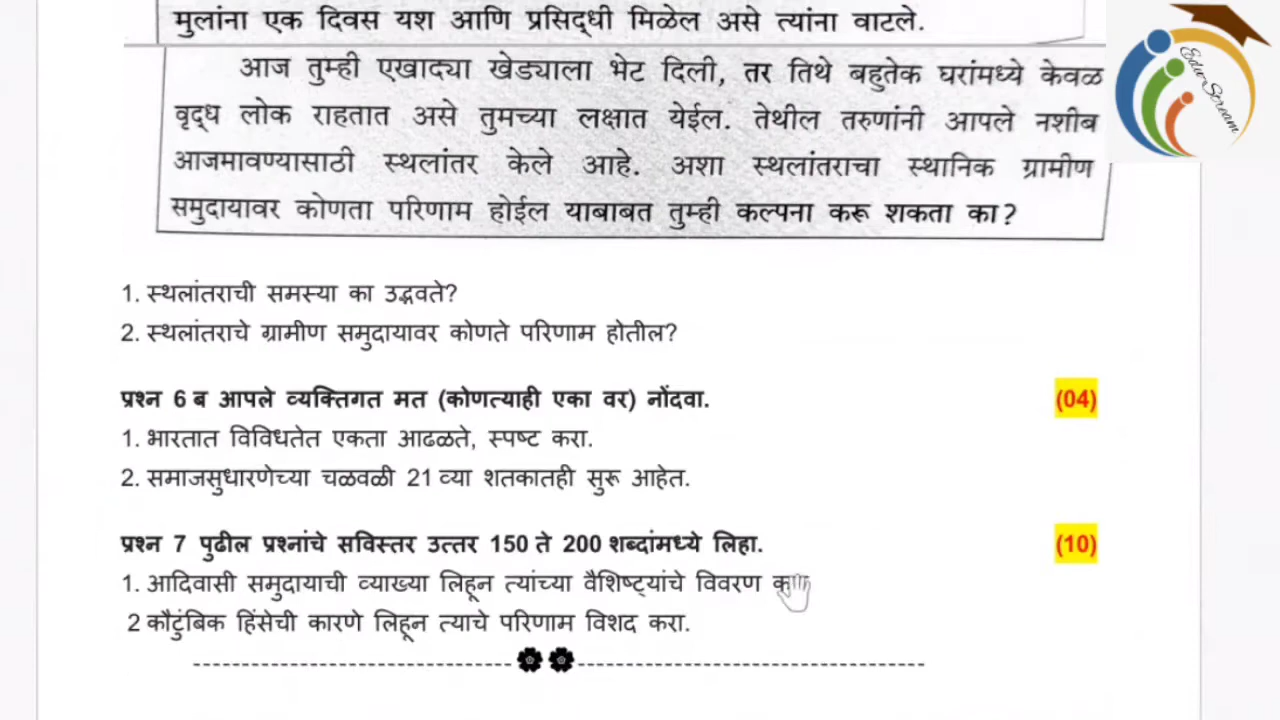 मुलांना एक दिवस यश आणि प्रसिद्धी मिळेल असे त्यांना वाटले.
आज तुम्ही एखाद्या खेड्याला भेट दिली, तर तिथे बहुतेक घरांमध्ये केवळ
वृद्ध लोक राहतात असे तुमच्या लक्षात येईल. तेथील तरुणांनी आपले नशीब
आजमावण्यासाठी स्थलांतर केले आहे. अशा स्थलांतराचा स्थानिक ग्रामीण
समुदायावर कोणता परिणाम होईल याबाबत तुम्ही कल्पना करू शकता का?
Edu-Scream
1. स्थलांतराची समस्या का उद्भवते?
2. स्थलांतराचे ग्रामीण समुदायावर कोणते परिणाम होतील?
प्रश्न 6 ब आपले व्यक्तिगत मत (कोणत्याही एका वर) नोंदवा. (04)
1. भारतात विविधतेत एकता आढळते, स्पष्ट करा.
2. समाजसुधारणेच्या चळवळी 21 व्या शतकातही सुरू आहेत.
प्रश्न 7 पुढील प्रश्नांचे सविस्तर उत्तर 150 ते 200 शब्दांमध्ये लिहा. (10)
1. आदिवासी समुदायाची व्याख्या लिहून त्यांच्या वैशिष्ट्यांचे विवरण
2 कौटुंबिक हिंसेची कारणे लिहून त्याचे परिणाम विशद करा.